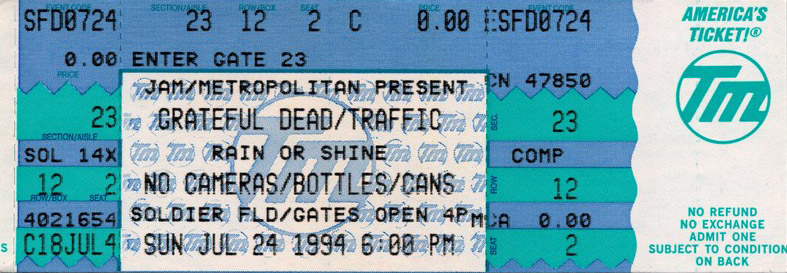 EVENT CODE SECTION/AISLE ROW/BOX SEAT PRICE EVENT CODE
SFD0724 23 12 2 C 0.00 ESFD0724
0.00 ENTER GATE 23
PRICE
CN 47850
JAM/METROPOLITAN PRESENT
23 GRATEFUL DEAD/TRAFFIC SEC. 23
SECTION/AISLE
SOL 14X RAIN OR SHINE COMP
12 2 NO CAMERAS/BOTTLES/CANS ROW 12
ROW/BOX SEAT
4021654 SOLDIER FLD/GATES OPEN 4P MCA 0.00
C18JUL4 SUN JUL 24 1994 6:00 PM SEAT 2
AMERICA'S
TICKET!®
Tm
NO REFUND
NO EXCHANGE
ADMIT ONE
SUBJECT TO CONDITION
ON BACK
S